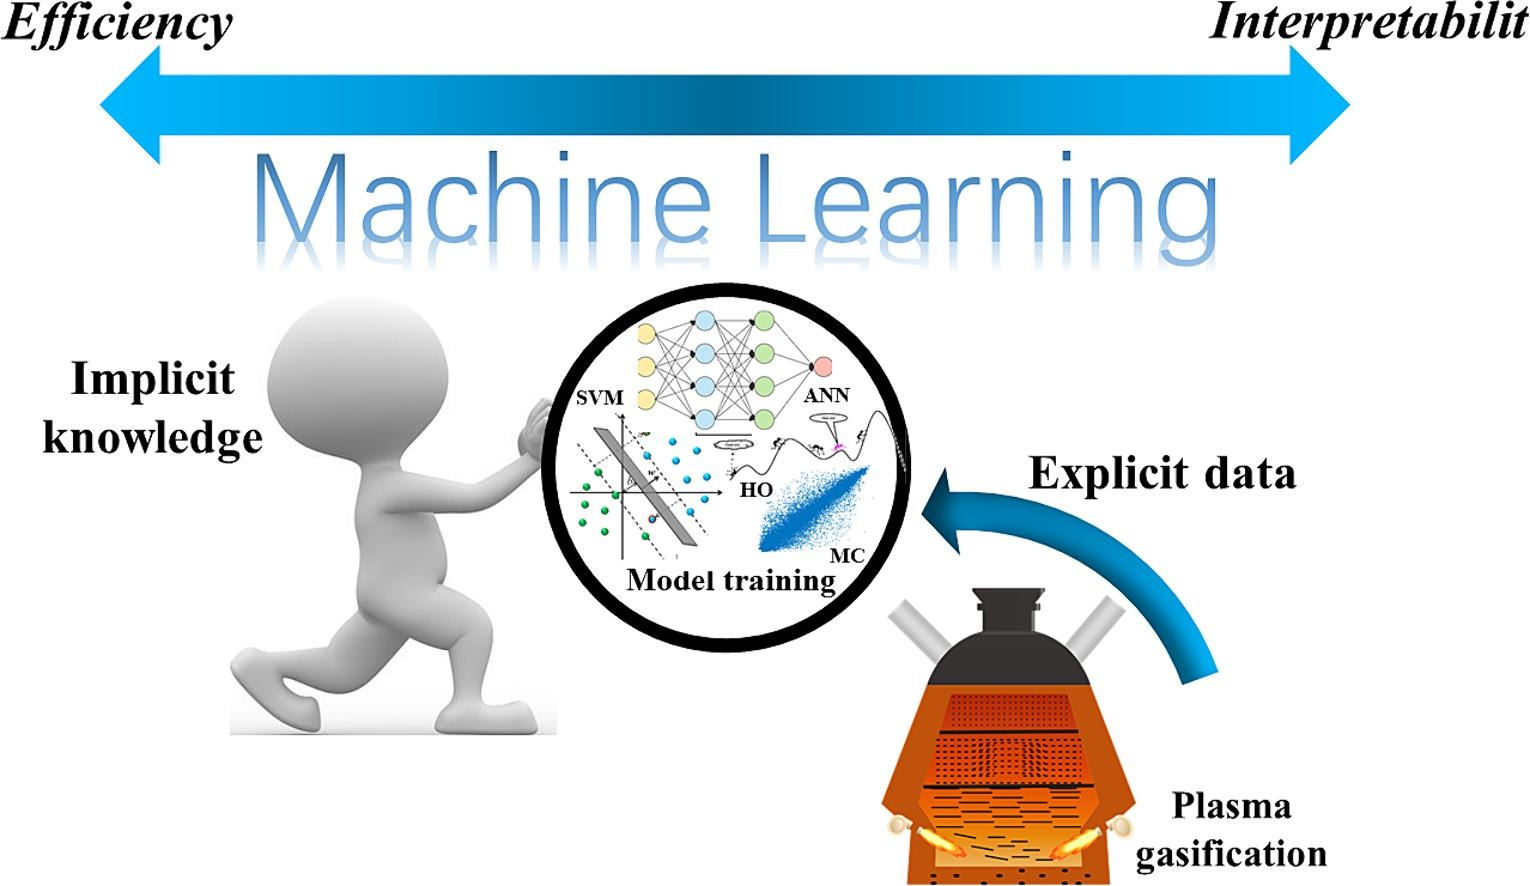 Efficiency
Interpretabilit
Machine Learning
Implicit
knowledge
SVM
ANN
HO
MC
Model training
Explicit data
Plasma
gasification